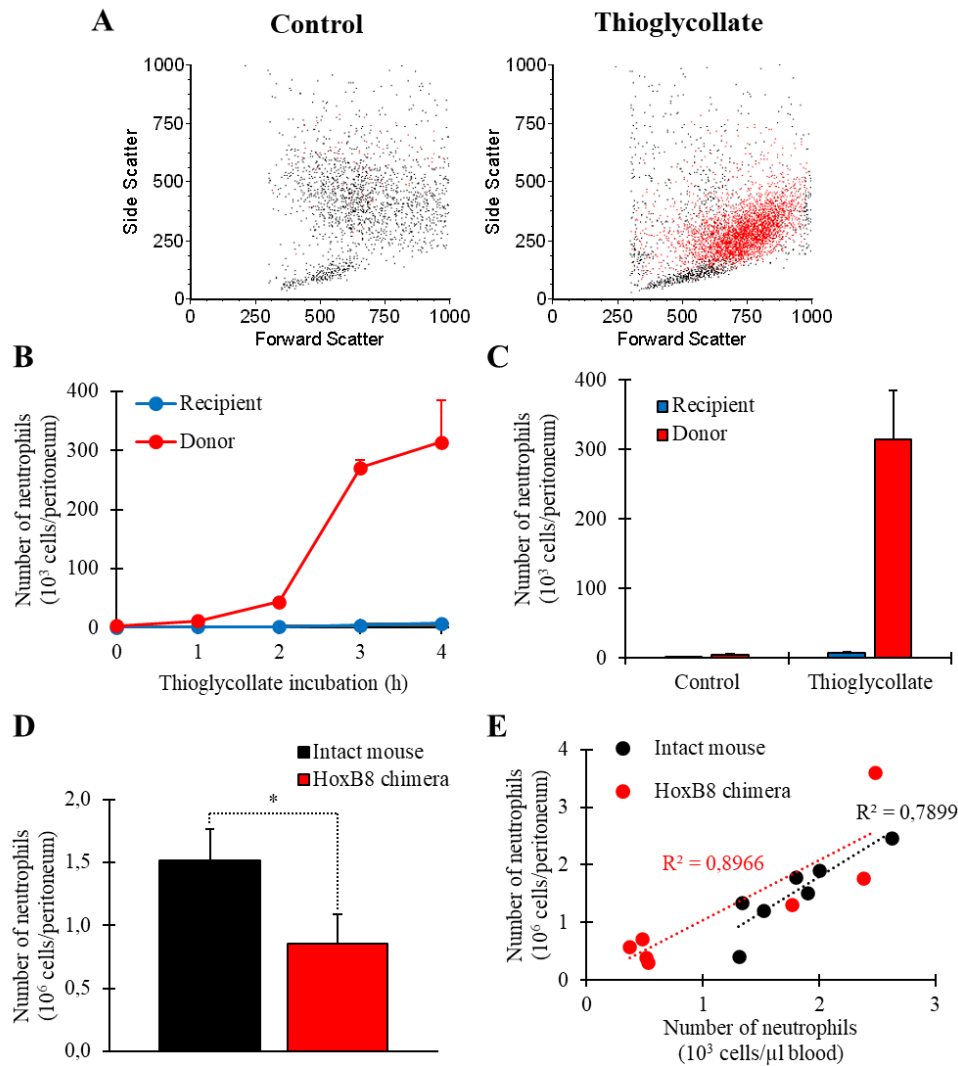 A
Control
Thioglycollate
1000
750
500
250
0
Side Scatter
0 250 500 750 1000
Forward Scatter
1000
750
500
250
0
Side Scatter
0 250 500 750 1000
Forward Scatter
B
Number of neutrophils
(10³ cells/peritoneum)
400
300
200
100
0
Recipient
Donor
0 1 2 3 4
Thioglycollate incubation (h)
C
Number of neutrophils
(10³ cells/peritoneum)
400
300
200
100
0
Recipient
Donor
Control Thioglycollate
D
Intact mouse
HoxB8 chimera
Number of neutrophils
(10⁶ cells/peritoneum)
2,0
1,5
1,0
0,5
0,0
*
E
Number of neutrophils
(10⁶ cells/peritoneum)
4
3
2
1
0
Intact mouse
HoxB8 chimera
R² = 0,7899
R² = 0,8966
0 1 2 3
Number of neutrophils
(10³ cells/µl blood)